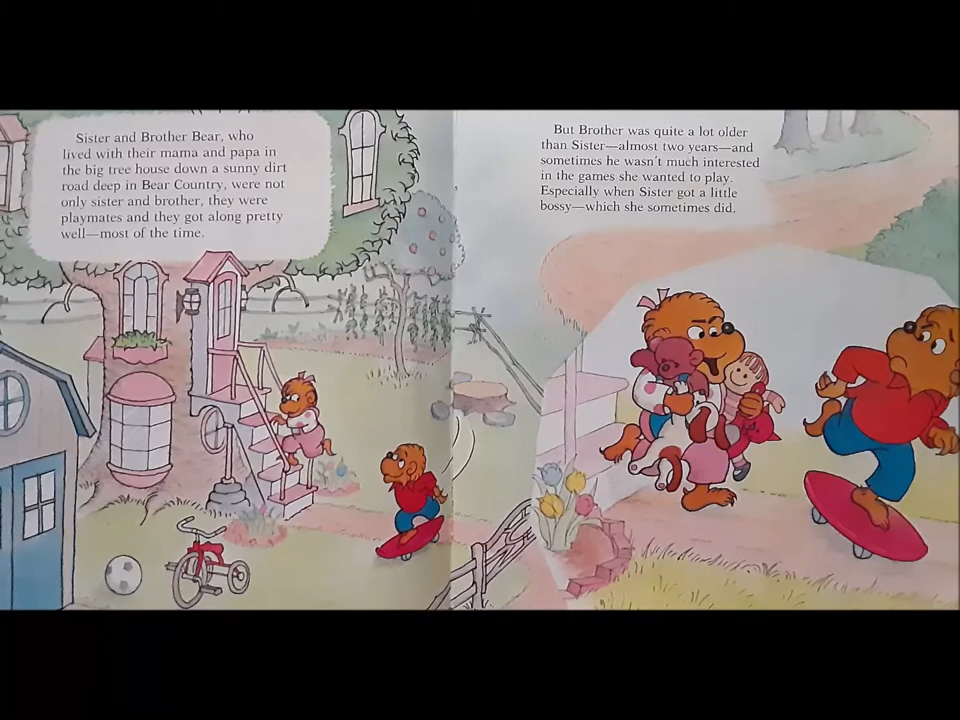 Sister and Brother Bear, who
lived with their mama and papa in
the big tree house down a sunny dirt
road deep in Bear Country, were not
only sister and brother, they were
playmates and they got along pretty
well—most of the time.
But Brother was quite a lot older
than Sister—almost two years—and
sometimes he wasn't much interested
in the games she wanted to play.
Especially when Sister got a little
bossy—which she sometimes did.